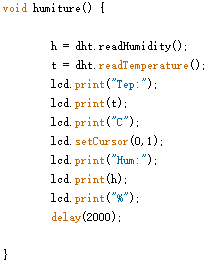 void humiture() {
h = dht.readHumidity();
t = dht.readTemperature();
lcd.print("Tep:");
lcd.print(t);
lcd.print("C");
lcd.setCursor(0,1);
lcd.print("Hum:");
lcd.print(h);
lcd.print("%");
delay(2000);
}